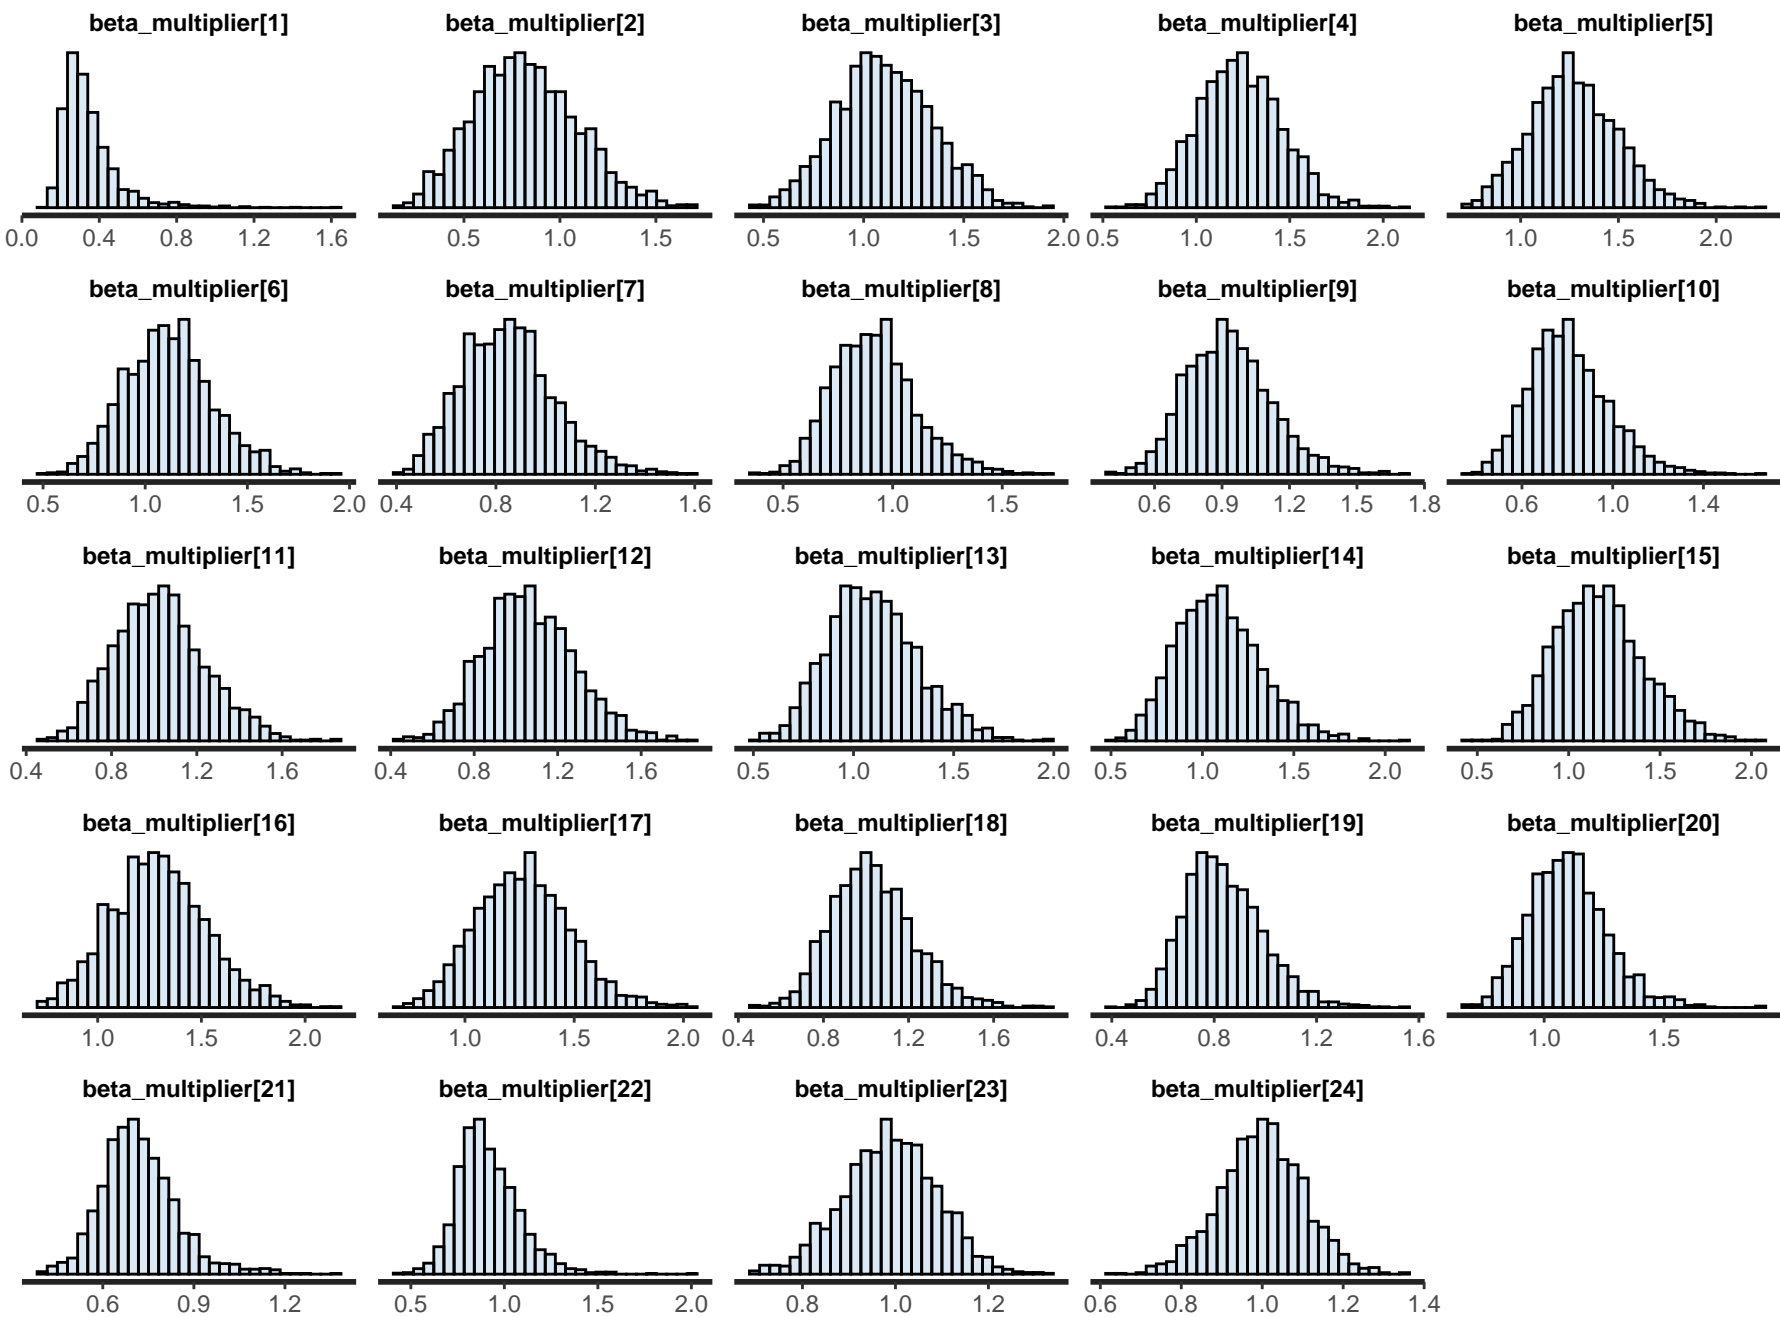 beta_multiplier[1] beta_multiplier[2] beta_multiplier[3] beta_multiplier[4] beta_multiplier[5]
0.0 0.4 0.8 1.2 1.6 0.5 1.0 1.5 0.5 1.0 1.5 2.0 0.5 1.0 1.5 2.0 1.0 1.5 2.0
beta_multiplier[6] beta_multiplier[7] beta_multiplier[8] beta_multiplier[9] beta_multiplier[10]
0.5 1.0 1.5 2.0 0.4 0.8 1.2 1.6 0.5 1.0 1.5 0.6 0.9 1.2 1.5 1.8 0.6 1.0 1.4
beta_multiplier[11] beta_multiplier[12] beta_multiplier[13] beta_multiplier[14] beta_multiplier[15]
0.4 0.8 1.2 1.6 0.4 0.8 1.2 1.6 0.5 1.0 1.5 2.0 0.5 1.0 1.5 2.0 0.5 1.0 1.5 2.0
beta_multiplier[16] beta_multiplier[17] beta_multiplier[18] beta_multiplier[19] beta_multiplier[20]
1.0 1.5 2.0 1.0 1.5 2.0 0.4 0.8 1.2 1.6 0.4 0.8 1.2 1.6 1.0 1.5
beta_multiplier[21] beta_multiplier[22] beta_multiplier[23] beta_multiplier[24]
0.6 0.9 1.2 0.5 1.0 1.5 2.0 0.8 1.0 1.2 0.6 0.8 1.0 1.2 1.4